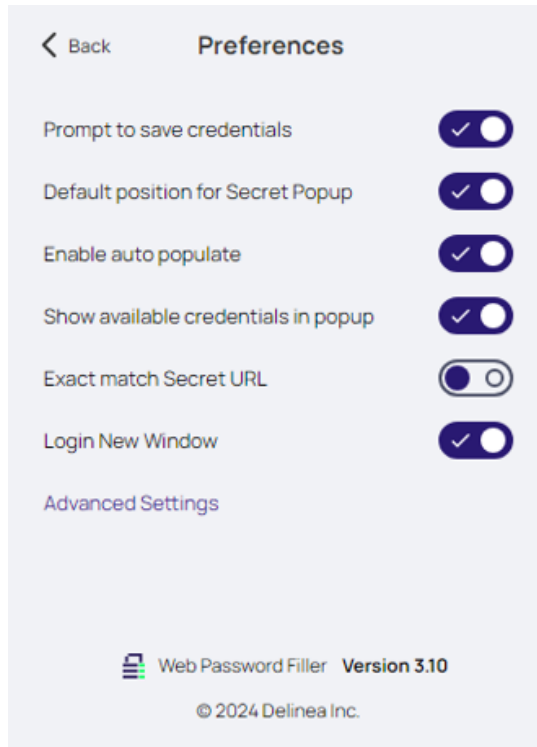 Back Preferences
Prompt to save credentials
Default position for Secret Popup
Enable auto populate
Show available credentials in popup
Exact match Secret URL
Login New Window
Advanced Settings
Web Password Filler Version 3.10
© 2024 Delinea Inc.